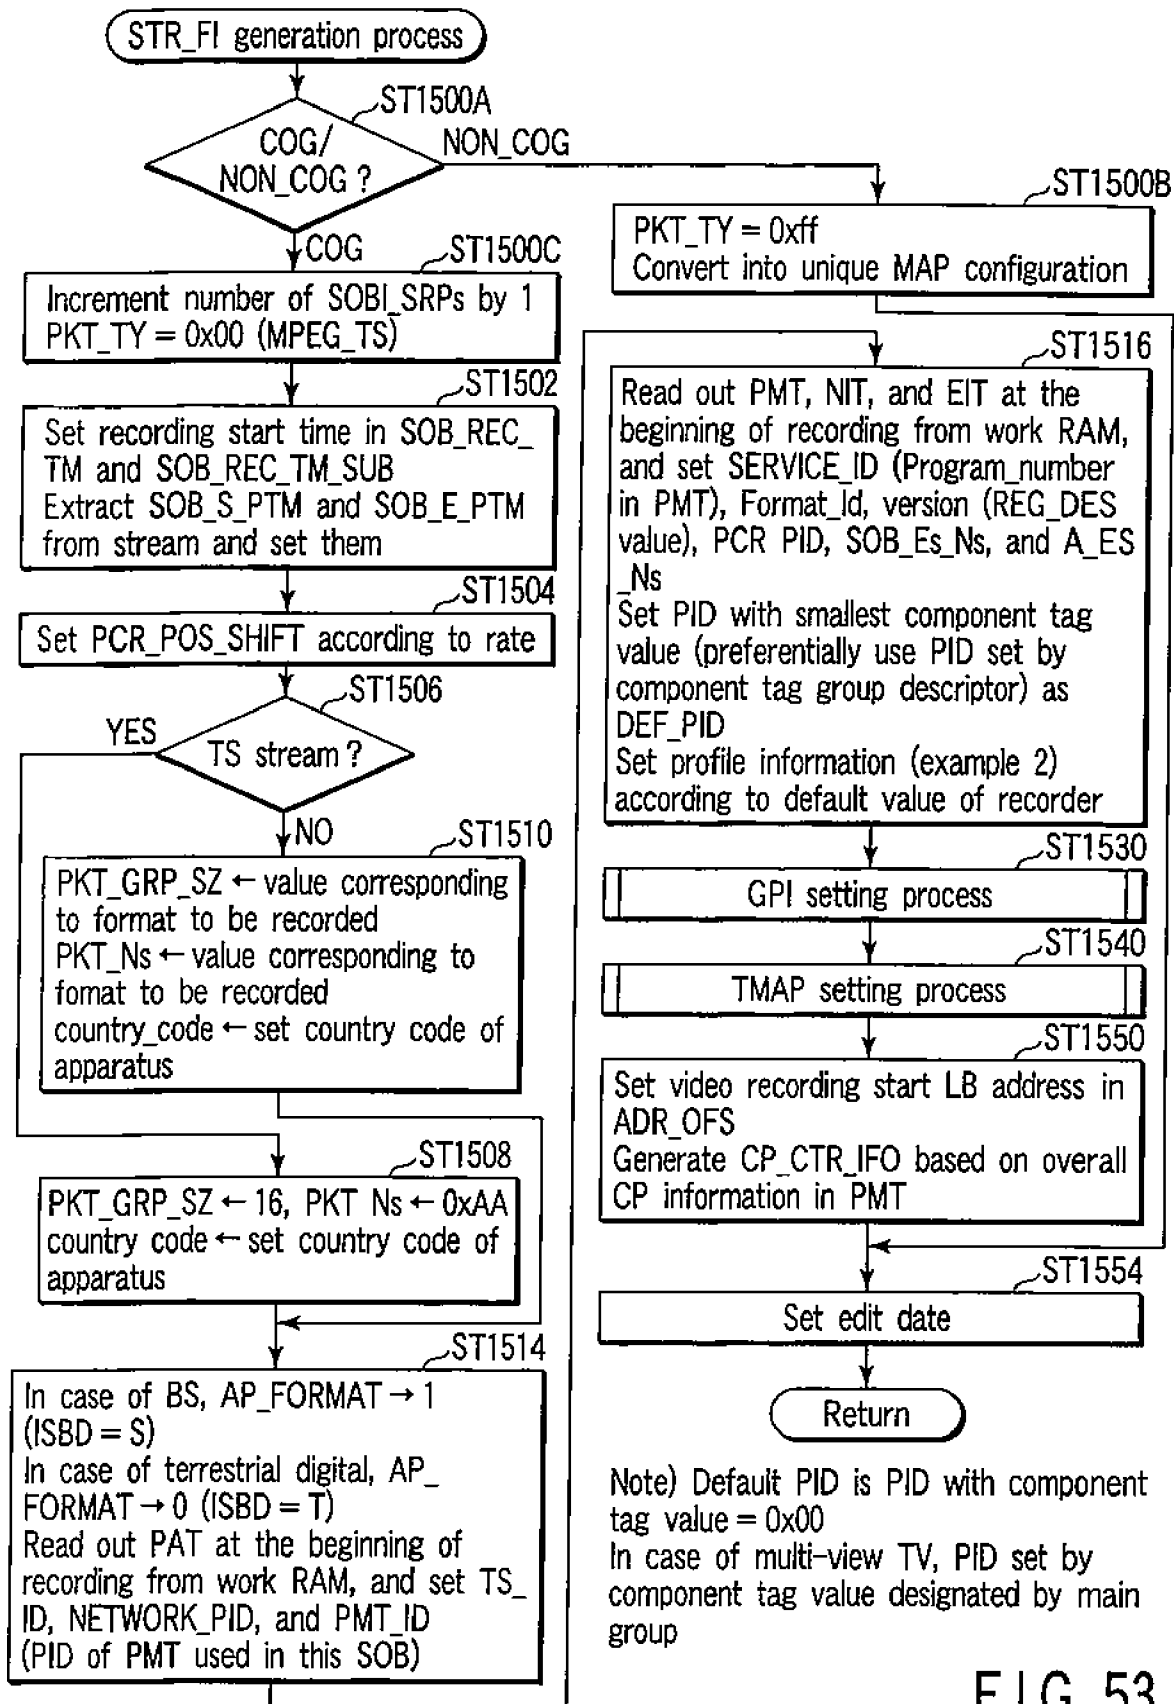 STR_FI generation process
ST1500A
COG/
NON_COG ?
NON_COG
COG
ST1500C
Increment number of SOBI_SRPs by 1
PKT_TY = 0x00 (MPEG_TS)
ST1502
Set recording start time in SOB_REC_
TM and SOB_REC_TM_SUB
Extract SOB_S_PTM and SOB_E_PTM
from stream and set them
ST1504
Set PCR_POS_SHIFT according to rate
ST1506
TS stream ?
YES
NO
ST1510
PKT_GRP_SZ ← value corresponding
to format to be recorded
PKT_Ns ← value corresponding to
fomat to be recorded
country_code ← set country code of
apparatus
ST1508
PKT_GRP_SZ ← 16, PKT Ns ← 0xAA
country code ← set country code of
apparatus
ST1514
In case of BS, AP_FORMAT → 1
(ISBD = S)
In case of terrestrial digital, AP_
FORMAT → 0 (ISBD = T)
Read out PAT at the beginning of
recording from work RAM, and set TS_
ID, NETWORK_PID, and PMT_ID
(PID of PMT used in this SOB)
ST1500B
PKT_TY = 0xff
Convert into unique MAP configuration
ST1516
Read out PMT, NIT, and EIT at the
beginning of recording from work RAM,
and set SERVICE_ID (Program_number
in PMT), Format_Id, version (REG_DES
value), PCR PID, SOB_Es_Ns, and A_ES
_Ns
Set PID with smallest component tag
value (preferentially use PID set by
component tag group descriptor) as
DEF_PID
Set profile information (example 2)
according to default value of recorder
ST1530
GPI setting process
ST1540
TMAP setting process
ST1550
Set video recording start LB address in
ADR_OFS
Generate CP_CTR_IFO based on overall
CP information in PMT
ST1554
Set edit date
Return
Note) Default PID is PID with component
tag value = 0x00
In case of multi-view TV, PID set by
component tag value designated by main
group
FIG. 53